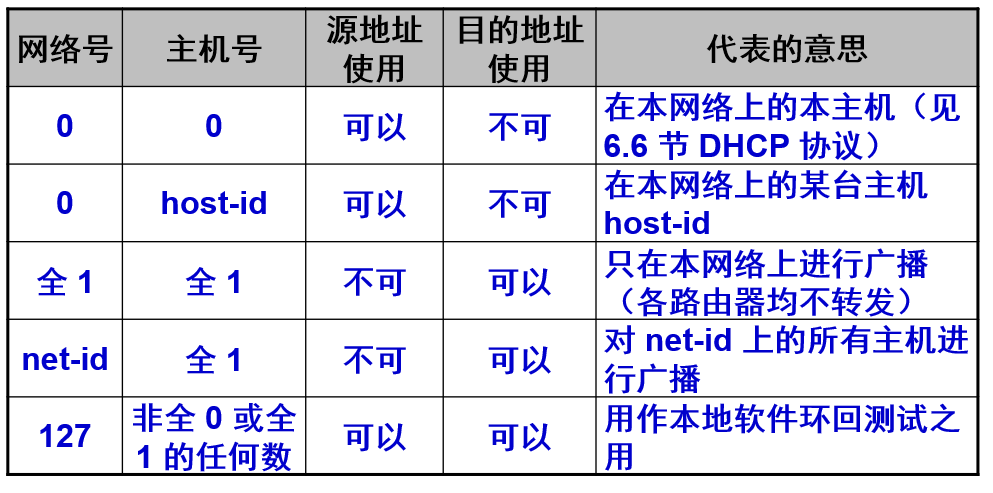 网络号 主机号 源地址使用 目的地址使用 代表的意思
0 0 可以 不可 在本网络上的本主机（见
6.6 节 DHCP 协议）
0 host-id 可以 不可 在本网络上的某台主机
host-id
全 1 全 1 不可 可以 只在本网络上进行广播
（各路由器均不转发）
net-id 全 1 不可 可以 对 net-id 上的所有主机进
行广播
127 非全 0 或全 1 的任何数 可以 可以 用作本地软件环回测试之
用